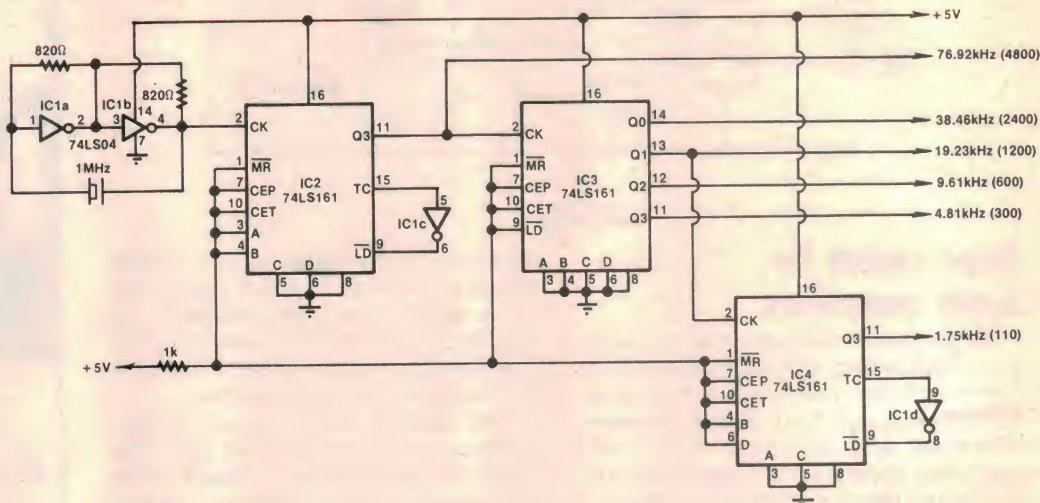 +5V
76.92kHz (4800)
820Ω
820Ω
IC1a
IC1b
1
2
3
14
4
7
74LS04
1MHz
16
2
CK
Q3
11
1
MR
IC2
74LS161
7
CEP
TC
15
10
CET
3
A
4
B
5
IC1c
6
LD
9
C
D
5
6
8
16
2
CK
Q0
14
38.46kHz (2400)
Q1
13
19.23kHz (1200)
1
MR
IC3
74LS161
7
CEP
Q2
12
9.61kHz (600)
10
CET
9
LD
Q3
11
4.81kHz (300)
A
B
C
D
3
4
5
6
8
16
2
CK
Q3
11
1.75kHz (110)
+5V
1k
1
MR
IC4
74LS161
7
CEP
TC
15
10
CET
4
B
6
D
9
IC1d
8
LD
9
A
C
3
5
8